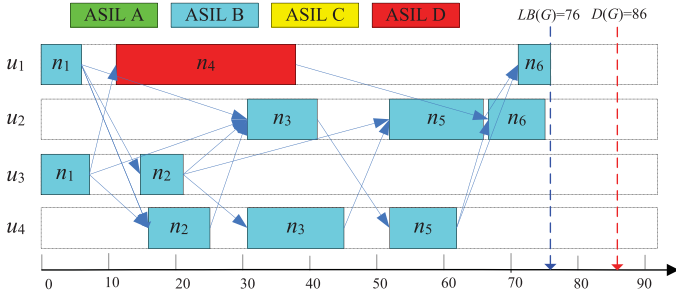 ASIL A ASIL B ASIL C ASIL D LB(G)=76 D(G)=86
u1 n1 n4 n6
u2 n3 n5 n6
u3 n1 n2
u4 n2 n3 n5
0 10 20 30 40 50 60 70 80 90